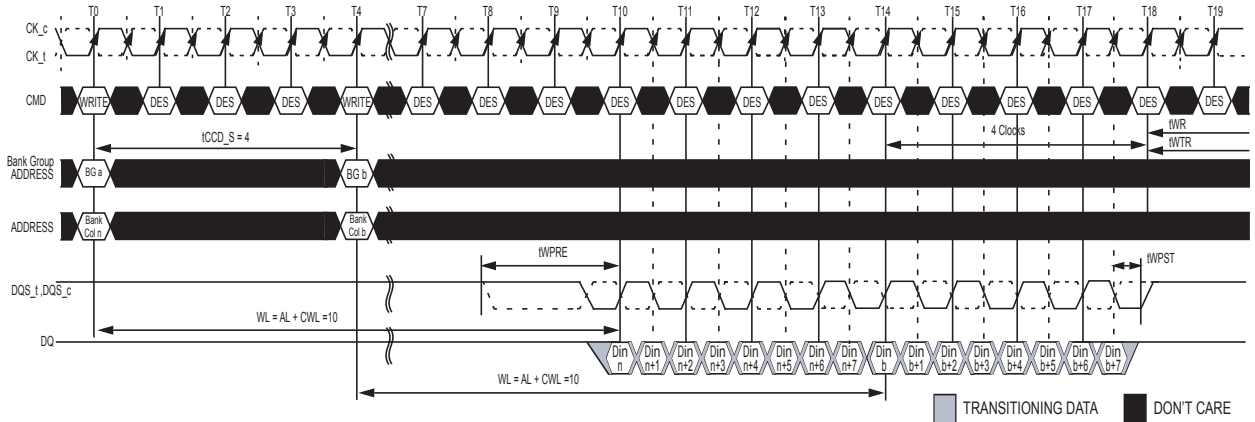 T0 T1 T2 T3 T4 T7 T8 T9 T10 T11 T12 T13 T14 T15 T16 T17 T18 T19
CK_c
CK_t
CMD WRITE DES DES DES WRITE DES DES DES DES DES DES DES DES DES DES DES DES DES
tCCD_S = 4 4 Clocks tWR
tWTR
Bank Group
ADDRESS BG a BG b
ADDRESS Bank Col n Bank Col b
tWPRE tWPST
DQS_t ,DQS_c
WL = AL + CWL =10
DQ
Din n Din n+1 Din n+2 Din n+3 Din n+4 Din n+5 Din n+6 Din n+7 Din b Din b+1 Din b+2 Din b+3 Din b+4 Din b+5 Din b+6 Din b+7
WL = AL + CWL =10
TRANSITIONING DATA DON'T CARE